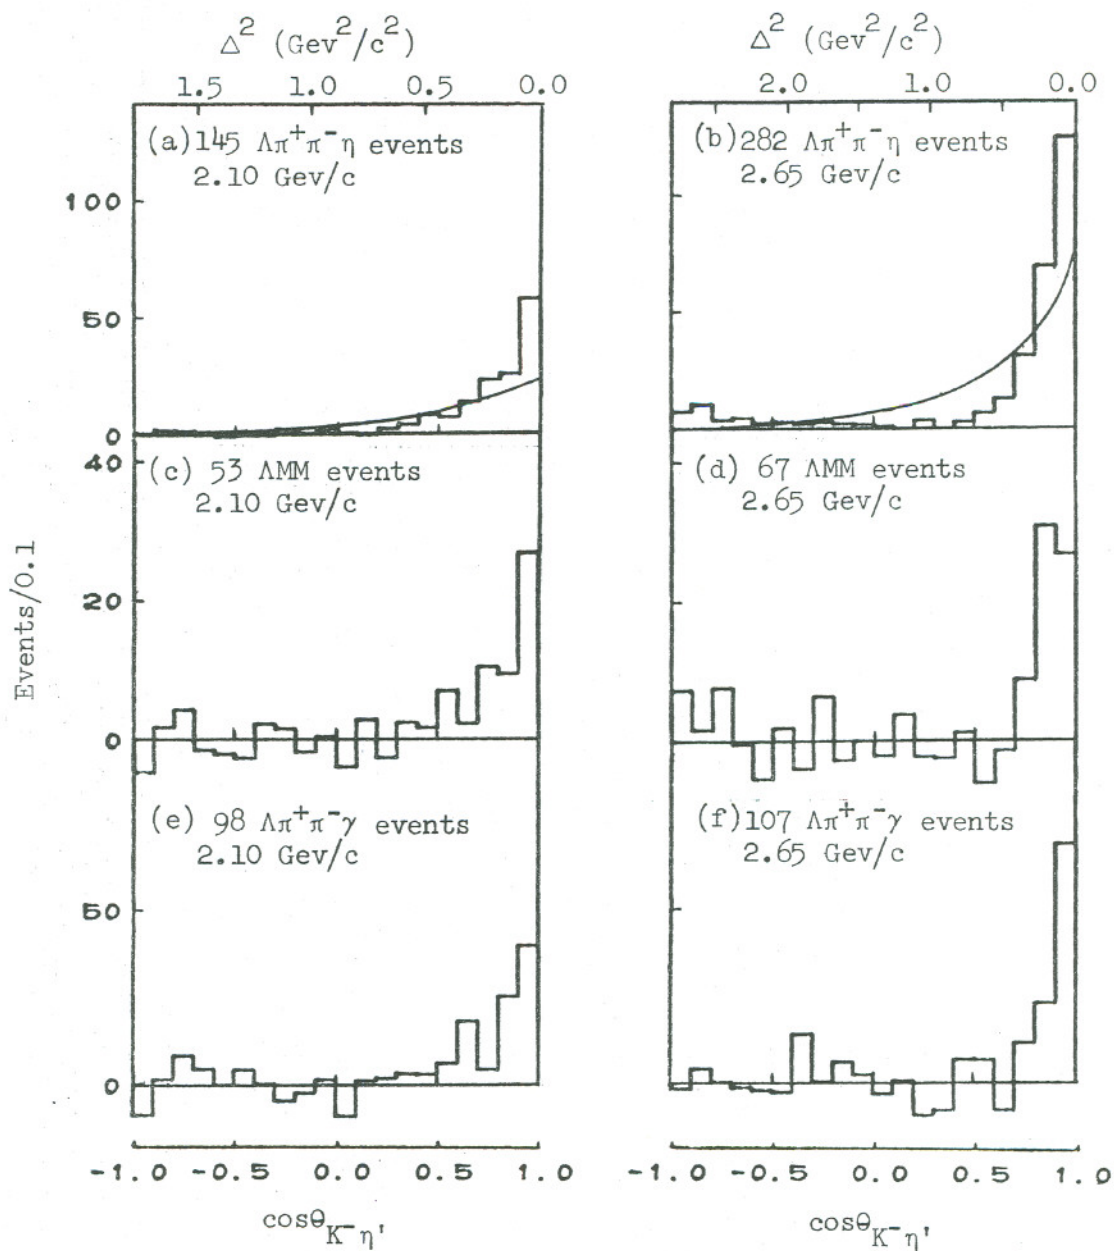 Δ² (Gev²/c²)
1.5 1.0 0.5 0.0
(a)145 Λπ⁺π⁻η events
2.10 Gev/c
100
50
0
Δ² (Gev²/c²)
2.0 1.0 0.0
(b)282 Λπ⁺π⁻η events
2.65 Gev/c
(c) 53 ΛMM events
2.10 Gev/c
40
20
0
(d) 67 ΛMM events
2.65 Gev/c
Events/0.1
(e) 98 Λπ⁺π⁻γ events
2.10 Gev/c
50
0
(f)107 Λπ⁺π⁻γ events
2.65 Gev/c
-1.0 -0.5 0.0 0.5 1.0
cosθ_K⁻η'
-1.0 -0.5 0.0 0.5 1.0
cosθ_K⁻η'